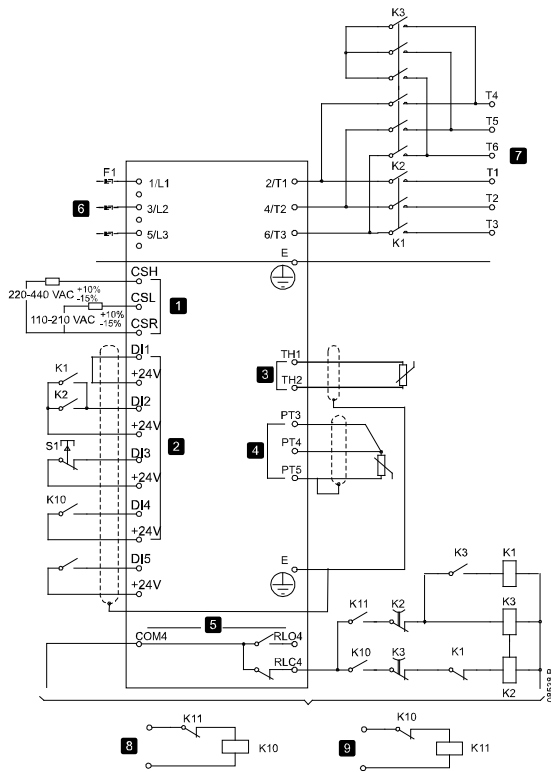 K3
T4
T5
T6
7
F1
1/L1
2/T1
K2
T1
6
3/L2
4/T2
T2
5/L3
6/T3
K1
T3
E
CSH
220-440 VAC +10% -15%
CSL
1
110-210 VAC +10% -15%
CSR
DI1
K1
+24V
TH1
3
TH2
K2
DI2
+24V
2
PT3
S1
DI3
4
PT4
+24V
PT5
K10
DI4
+24V
E
DI5
+24V
K3
K1
5
K11
K2
K3
COM4
RLO4
RLC4
K10
K3
K1
K2
08538.B
K11
8
K10
K10
9
K11